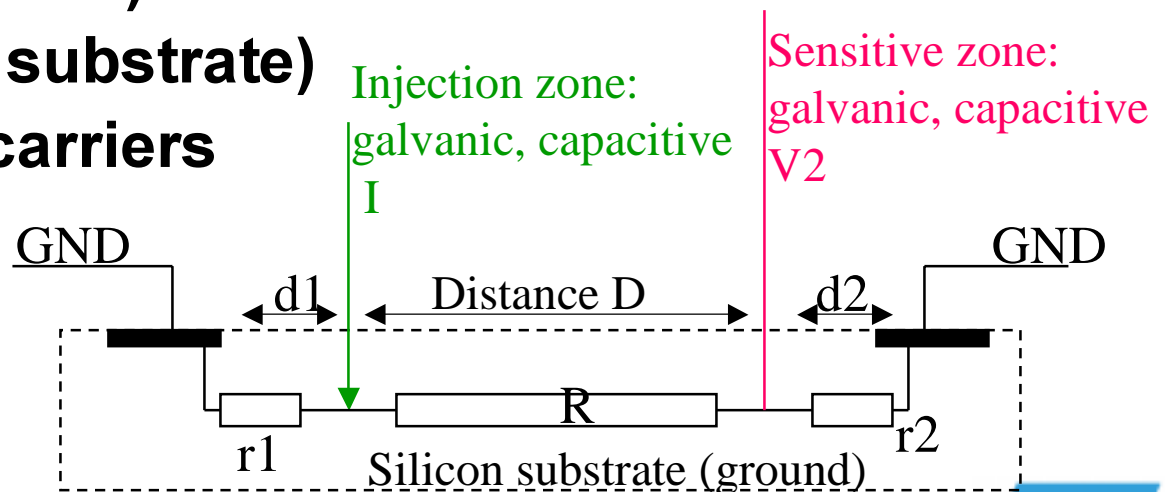 substrate)
carriers
Injection zone:
galvanic, capacitive
I
Sensitive zone:
galvanic, capacitive
V2
GND
GND
d1
Distance D
d2
R
r1
r2
Silicon substrate (ground)